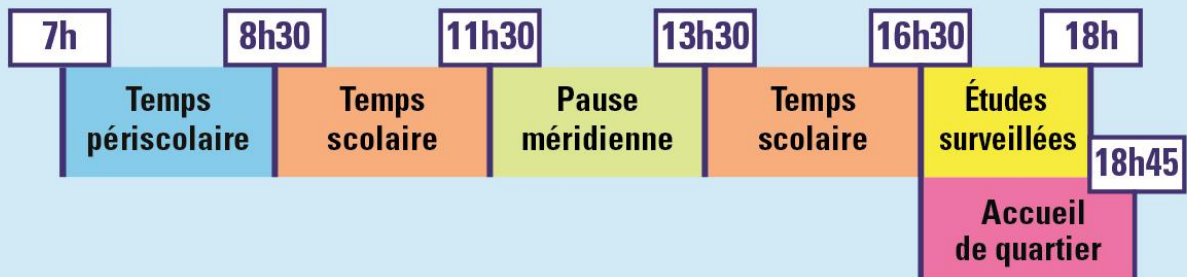 7h 8h30 11h30 13h30 16h30 18h
Temps
périscolaire
Temps
scolaire
Pause
méridienne
Temps
scolaire
Études
surveillées
18h45
Accueil
de quartier